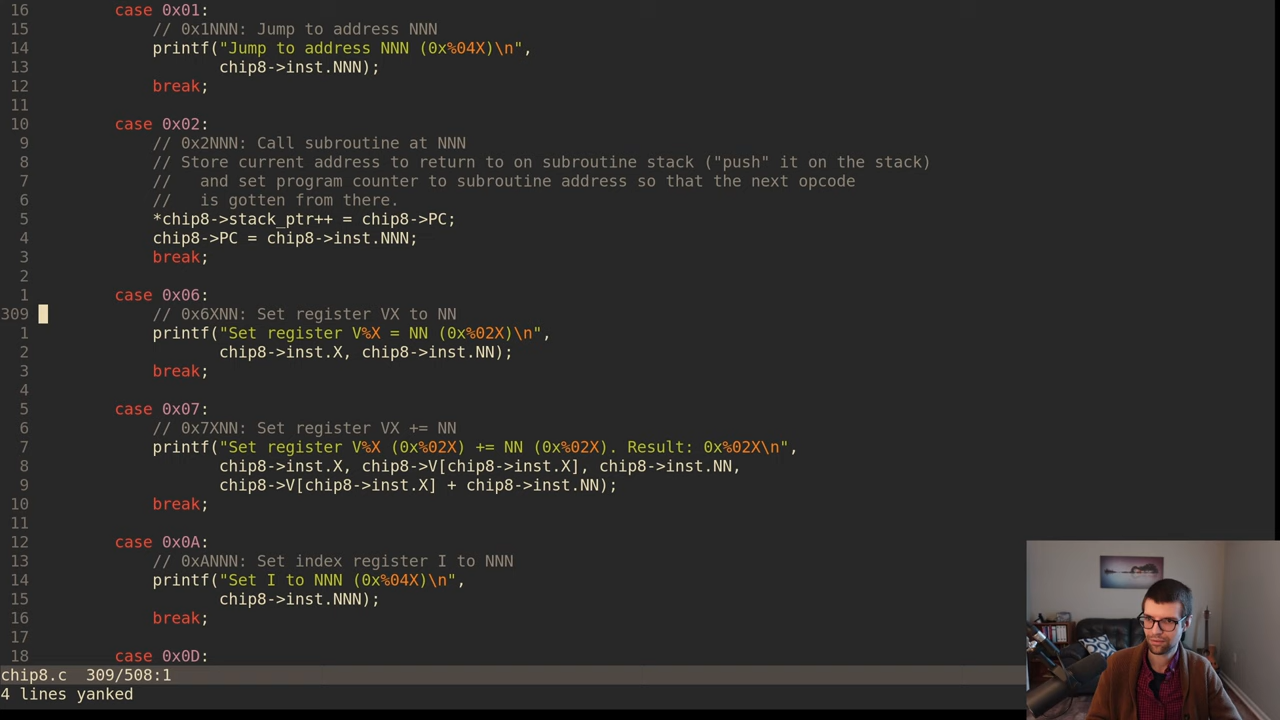 16         case 0x01:
15             // 0x1NNN: Jump to address NNN
14             printf("Jump to address NNN (0x%04X)\n",
13                    chip8->inst.NNN);
12             break;
11
10         case 0x02:
9             // 0x2NNN: Call subroutine at NNN
8             // Store current address to return to on subroutine stack ("push" it on the stack)
7             //   and set program counter to subroutine address so that the next opcode
6             //   is gotten from there.
5             *chip8->stack_ptr++ = chip8->PC;
4             chip8->PC = chip8->inst.NNN;
3             break;
2
1         case 0x06:
309             // 0x6XNN: Set register VX to NN
1             printf("Set register V%X = NN (0x%02X)\n",
2                    chip8->inst.X, chip8->inst.NN);
3             break;
4
5         case 0x07:
6             // 0x7XNN: Set register VX += NN
7             printf("Set register V%X (0x%02X) += NN (0x%02X). Result: 0x%02X\n",
8                    chip8->inst.X, chip8->V[chip8->inst.X], chip8->inst.NN,
9                    chip8->V[chip8->inst.X] + chip8->inst.NN);
10             break;
11
12         case 0x0A:
13             // 0xANNN: Set index register I to NNN
14             printf("Set I to NNN (0x%04X)\n",
15                    chip8->inst.NNN);
16             break;
17
18         case 0x0D:
chip8.c  309/508:1
4 lines yanked